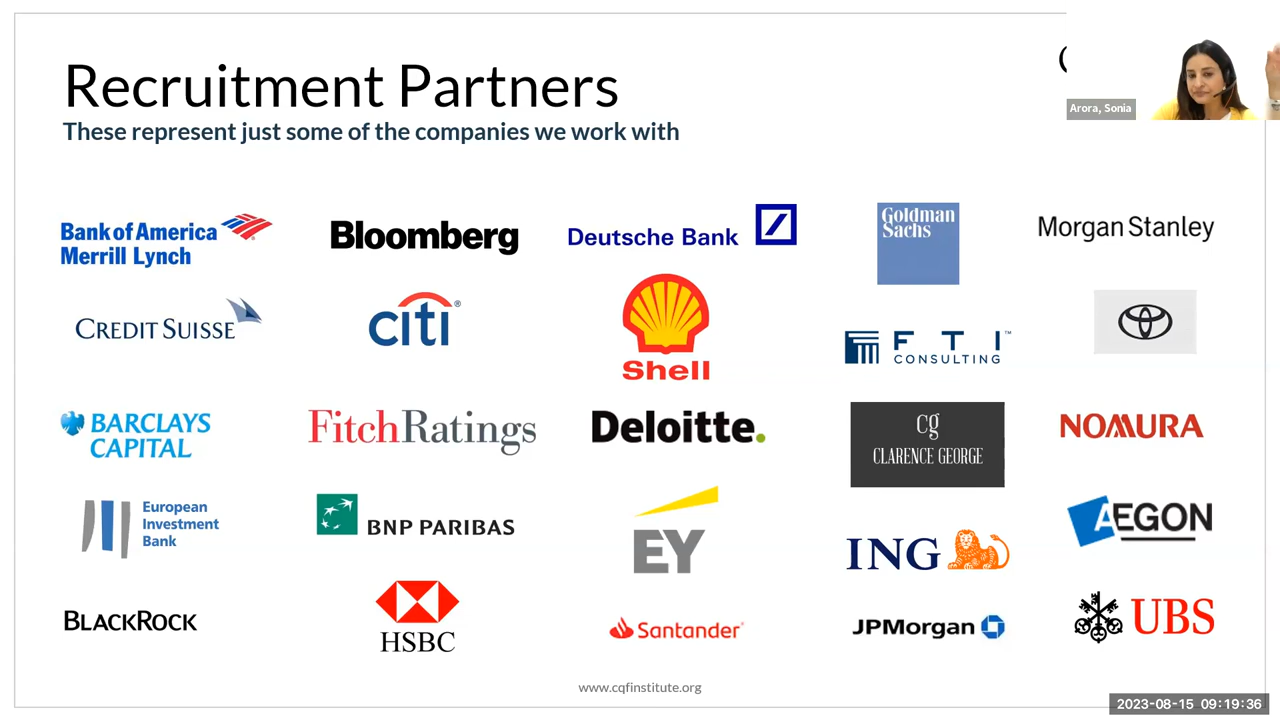 Recruitment Partners
These represent just some of the companies we work with
Arora, Sonia
Bank of America
Merrill Lynch
Bloomberg
Deutsche Bank
Goldman
Sachs
Morgan Stanley
CREDIT SUISSE
citi®
Shell
F T I™
CONSULTING
BARCLAYS
CAPITAL
FitchRatings
Deloitte.
cg
CLARENCE GEORGE
NOMURA
European
Investment
Bank
BNP PARIBAS
EY
ING
AEGON
BLACKROCK
HSBC
Santander®
JPMorgan
UBS
www.cqfinstitute.org
2023-08-15 09:19:36